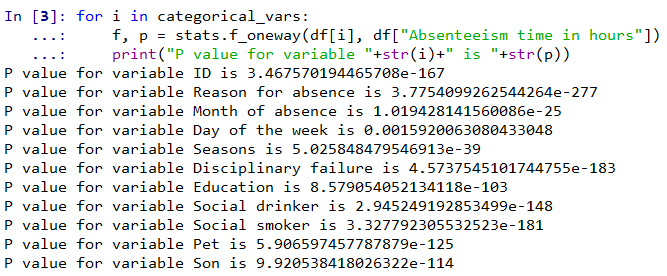 In [3]: for i in categorical_vars:
   ...:     f, p = stats.f_oneway(df[i], df["Absenteeism time in hours"])
   ...:     print("P value for variable "+str(i)+" is "+str(p))
P value for variable ID is 3.467570194465708e-167
P value for variable Reason for absence is 3.7754099262544264e-277
P value for variable Month of absence is 1.019428141560086e-25
P value for variable Day of the week is 0.0015920063080433048
P value for variable Seasons is 5.025848479546913e-39
P value for variable Disciplinary failure is 4.5737545101744755e-183
P value for variable Education is 8.579054052134118e-103
P value for variable Social drinker is 2.945249192853499e-148
P value for variable Social smoker is 3.327792305532523e-181
P value for variable Pet is 5.906597457787879e-125
P value for variable Son is 9.920538418026322e-114